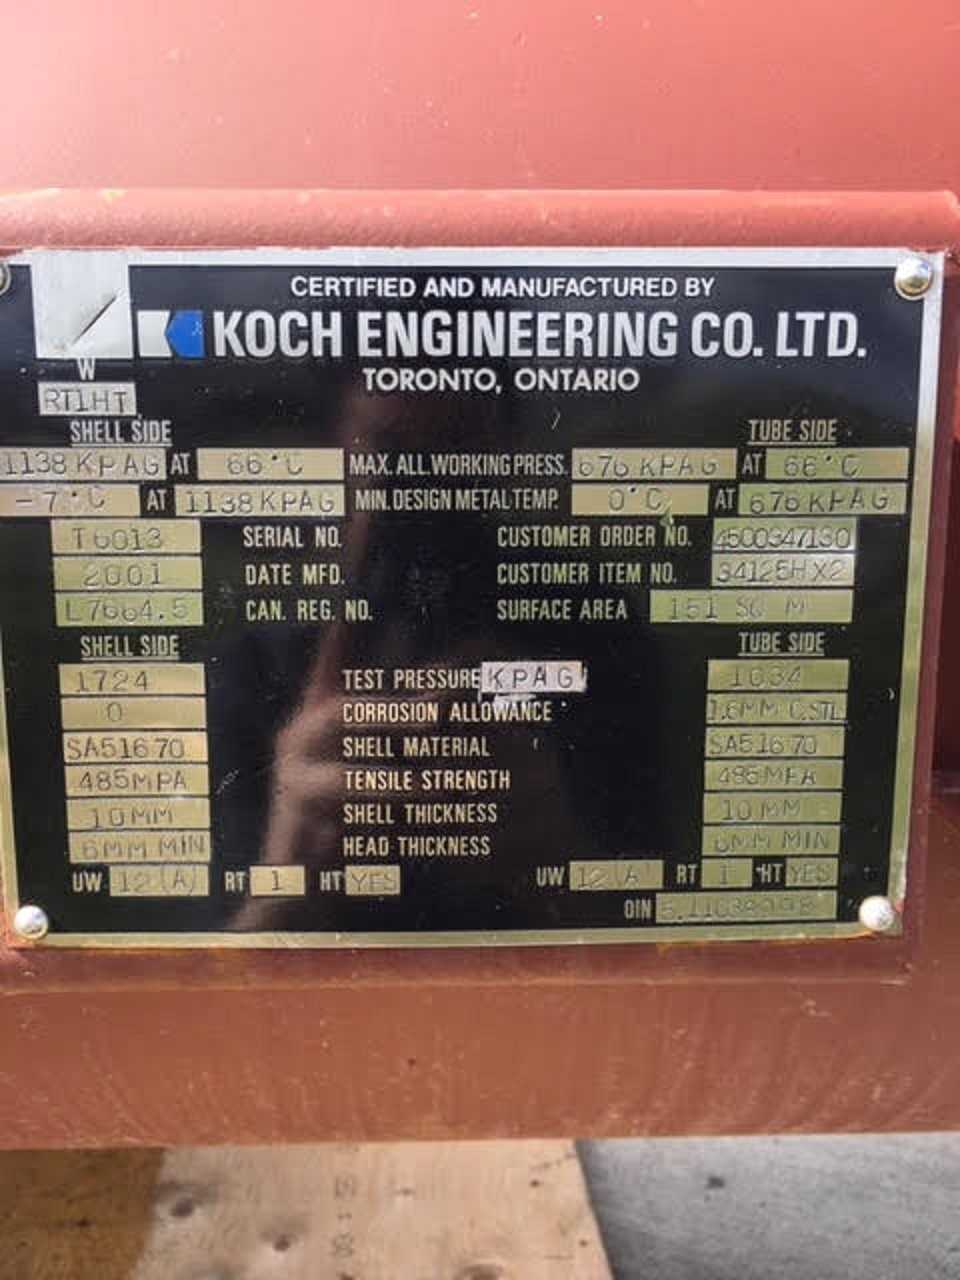 CERTIFIED AND MANUFACTURED BY
KOCH ENGINEERING CO. LTD.
TORONTO, ONTARIO
W
RT1HT
SHELL SIDE TUBE SIDE
1138 KPAG AT 66°C MAX. ALL. WORKING PRESS. 676 KPAG AT 66°C
-7°C AT 1138 KPAG MIN. DESIGN METAL TEMP. 0°C AT 676 KPAG
T6013 SERIAL NO. CUSTOMER ORDER NO. 4500347130
2001 DATE MFD. CUSTOMER ITEM NO. 34125HX2
L7664.5 CAN. REG. NO. SURFACE AREA 151 SQ M
SHELL SIDE TUBE SIDE
1724 TEST PRESSURE KPAG 1034
0 CORROSION ALLOWANCE 1.6MM C.STL
SA51670 SHELL MATERIAL SA51670
485MPA TENSILE STRENGTH 485MPA
10MM SHELL THICKNESS 10MM
6MM MIN HEAD THICKNESS 6MM MIN
UW 12(A) RT 1 HT YES UW 12(A) RT 1 HT YES
OIN